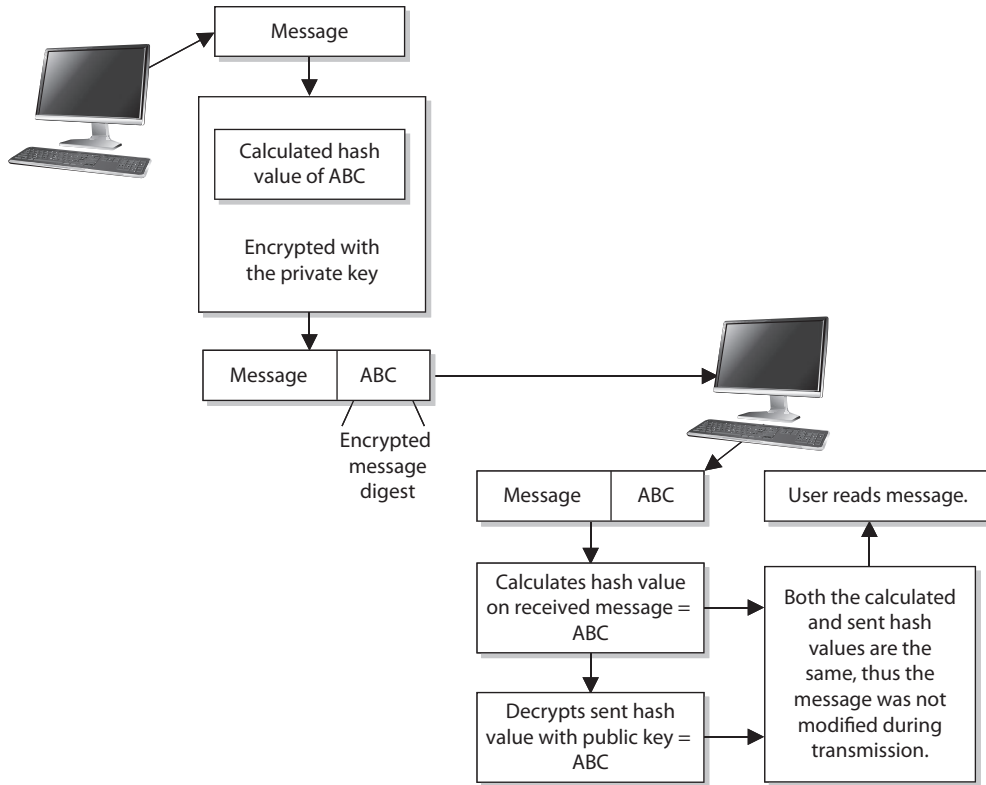 Message
Calculated hash
value of ABC
Encrypted with
the private key
Message
ABC
Encrypted
message
digest
Message
ABC
User reads message.
Calculates hash value
on received message =
ABC
Both the calculated
and sent hash
values are the
same, thus the
message was not
modified during
transmission.
Decrypts sent hash
value with public key =
ABC